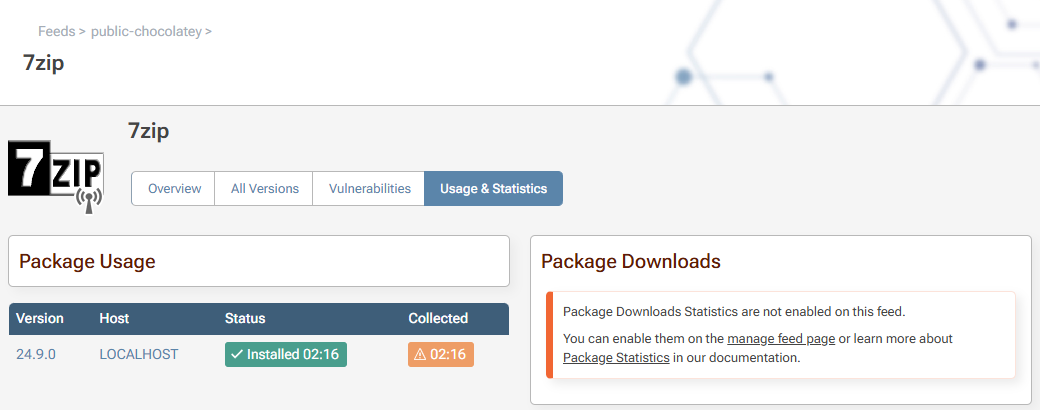 Feeds > public-chocolatey >
7zip
7zip
7ZIP
Overview
All Versions
Vulnerabilities
Usage & Statistics
Package Usage
Version Host Status Collected
24.9.0 LOCALHOST Installed 02:16 02:16
Package Downloads
Package Downloads Statistics are not enabled on this feed.
You can enable them on the manage feed page or learn more about
Package Statistics in our documentation.